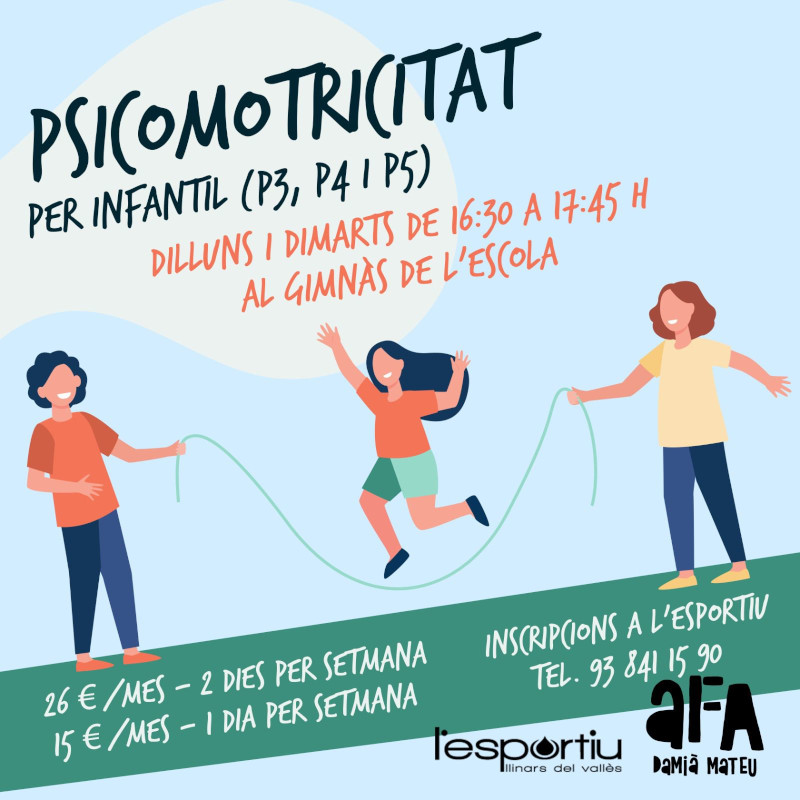 PSICOMOTRICITAT
PER INFANTIL (P3, P4 I P5)
DILLUNS I DIMARTS DE 16:30 A 17:45 H
AL GIMNÀS DE L'ESCOLA
26 € /MES – 2 DIES PER SETMANA
15 € /MES – 1 DIA PER SETMANA
INSCRIPCIONS A L'ESPORTIU
TEL. 93 841 15 90
l'esportiu
llinars del vallès
aFA
DAMIÀ MATEU